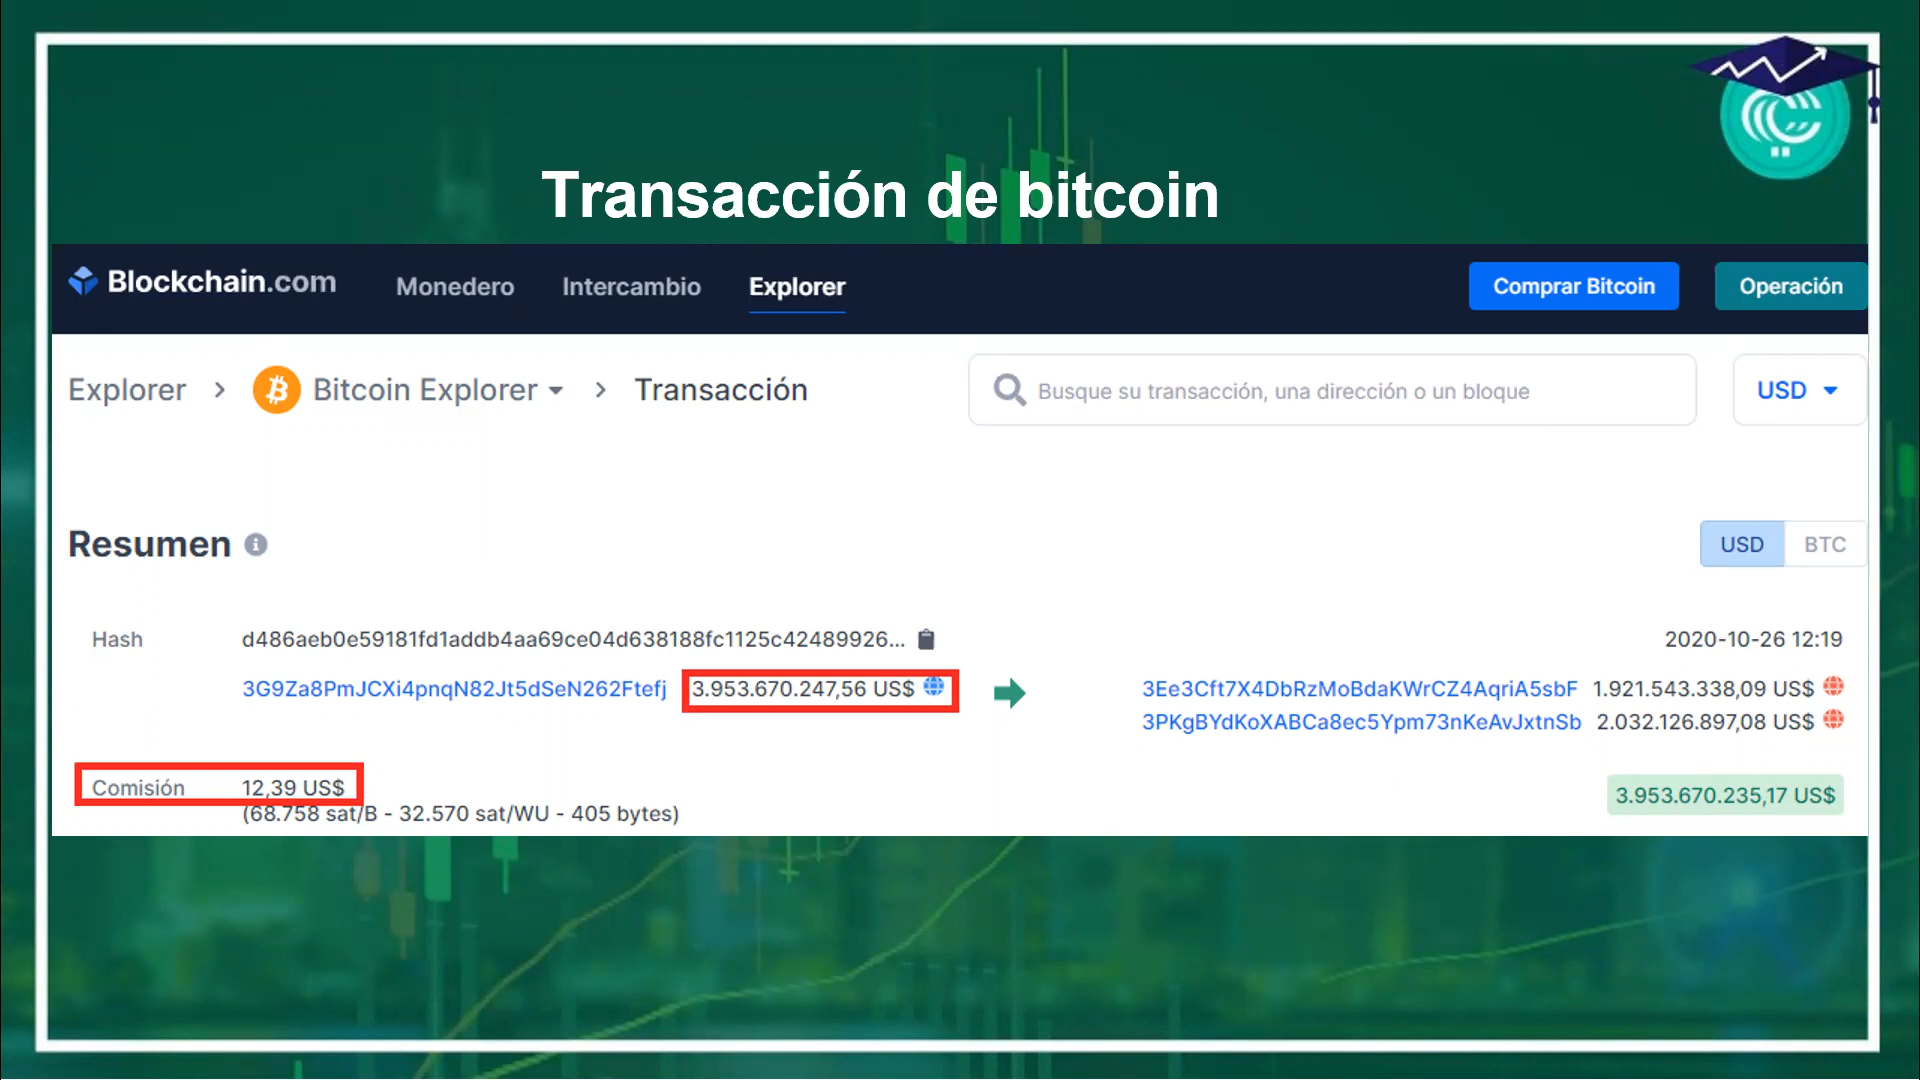 Transacción de bitcoin
Blockchain.com Monedero Intercambio Explorer Comprar Bitcoin Operación
Explorer > Bitcoin Explorer > Transacción Busque su transacción, una dirección o un bloque USD
Resumen USD BTC
Hash d486aeb0e59181fd1addb4aa69ce04d638188fc1125c42489926... 2020-10-26 12:19
3G9Za8PmJCXi4pnqN82Jt5dSeN262Ftefj 3.953.670.247,56 US$ 3Ee3Cft7X4DbRzMoBdaKWrCZ4AqriA5sbF 1.921.543.338,09 US$
3PKgBYdKoXABCa8ec5Ypm73nKeAvJxtnSb 2.032.126.897,08 US$
Comisión 12,39 US$ 3.953.670.235,17 US$
(68.758 sat/B - 32.570 sat/WU - 405 bytes)